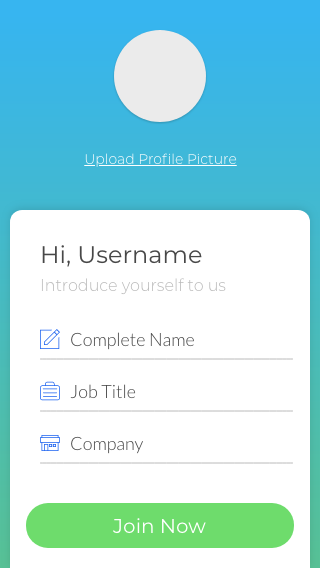 Upload Profile Picture
Hi, Username
Introduce yourself to us
Complete Name
Job Title
Company
Join Now